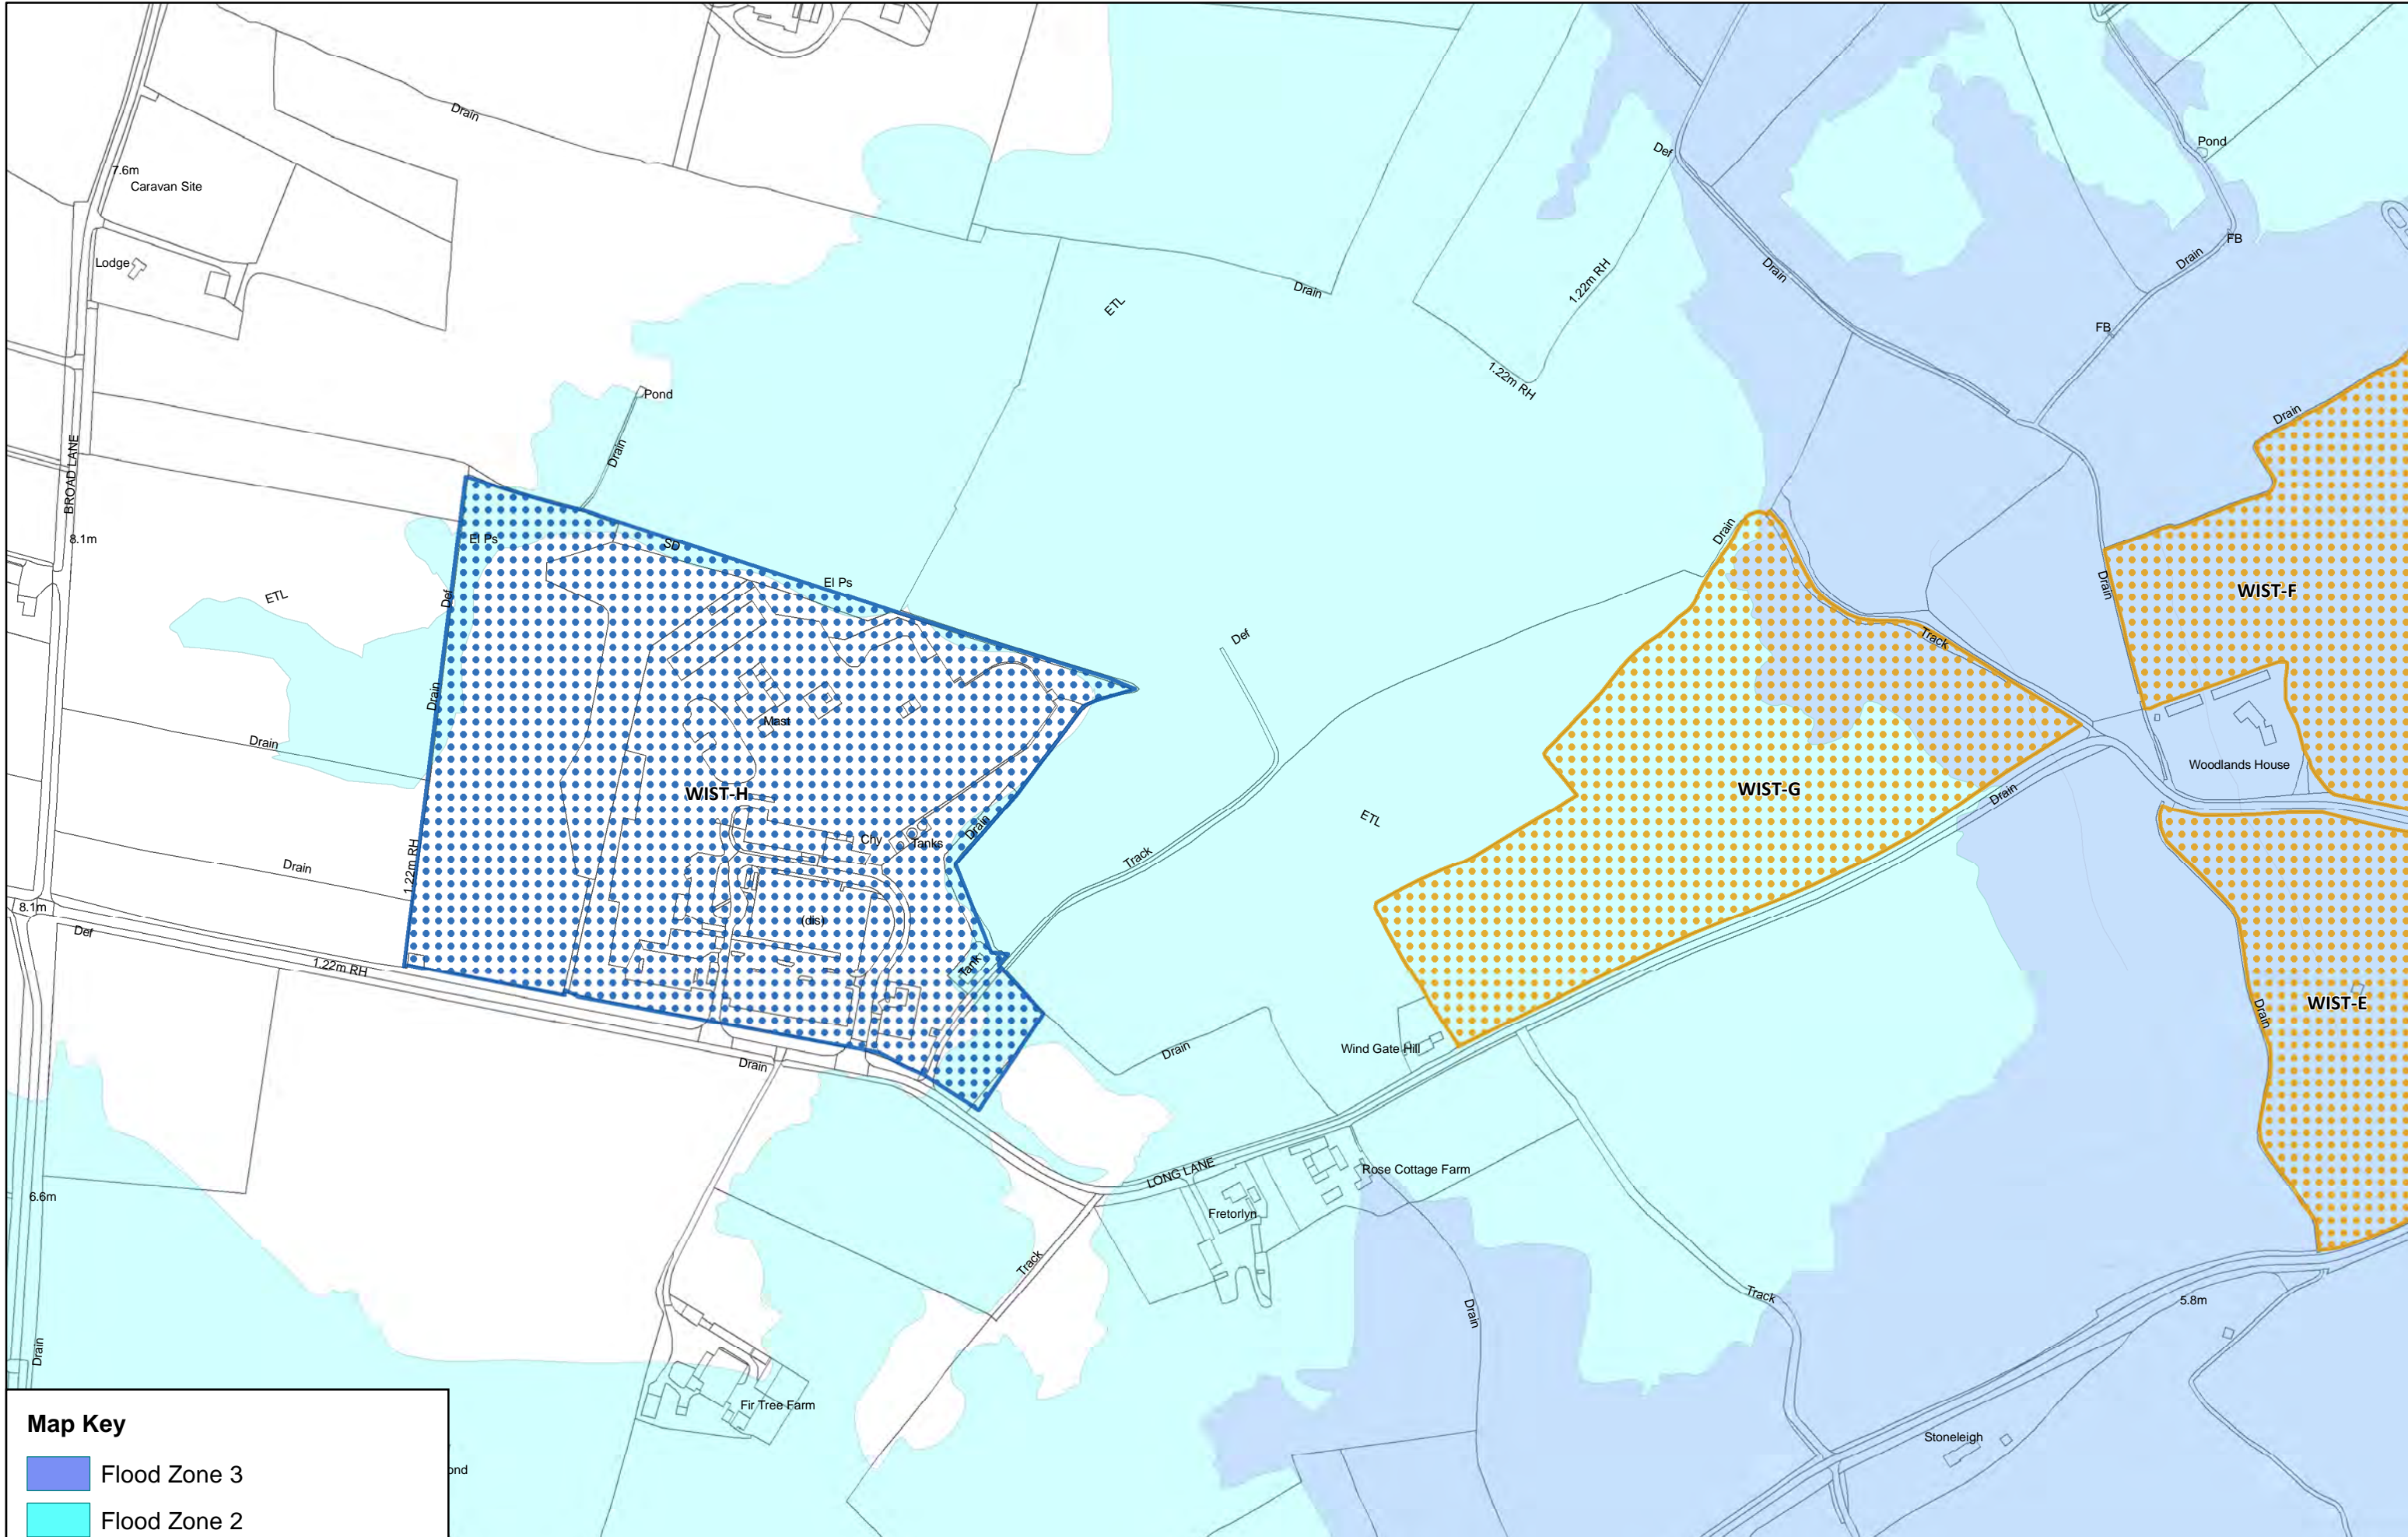 Drain
7.6m
Caravan Site
Lodge
Def
Pond
FB
Drain
Drain
1.22m RH
Drain
ETL
FB
1.22m RH
Pond
Drain
Drain
BROAD LANE
8.1m
El Ps
SD
El Ps
Drain
Drain
WIST-F
ETL
Def
Def
Track
Drain
Mast
Drain
WIST-H
WIST-G
Woodlands House
Drain
ETL
Drain
Chy
Tanks
Track
Drain
1.22m RH
8.1m
Def
(dis)
1.22m RH
Tank
WIST-E
Drain
Drain
Drain
Wind Gate Hill
LONG LANE
Rose Cottage Farm
6.6m
Fretorlyn
Track
Track
5.8m
Drain
Drain
Fir Tree Farm
Stoneleigh
ond
Map Key
Flood Zone 3
Flood Zone 2